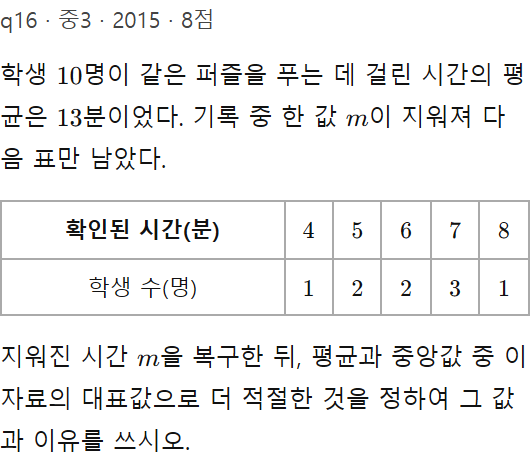 q16 · 중3 · 2015 · 8점
학생 10명이 같은 퍼즐을 푸는 데 걸린 시간의 평
균은 13분이었다. 기록 중 한 값 m이 지워져 다
음 표만 남았다.
확인된 시간(분) 4 5 6 7 8
학생 수(명) 1 2 2 3 1
지워진 시간 m을 복구한 뒤, 평균과 중앙값 중 이
자료의 대표값으로 더 적절한 것을 정하여 그 값
과 이유를 쓰시오.